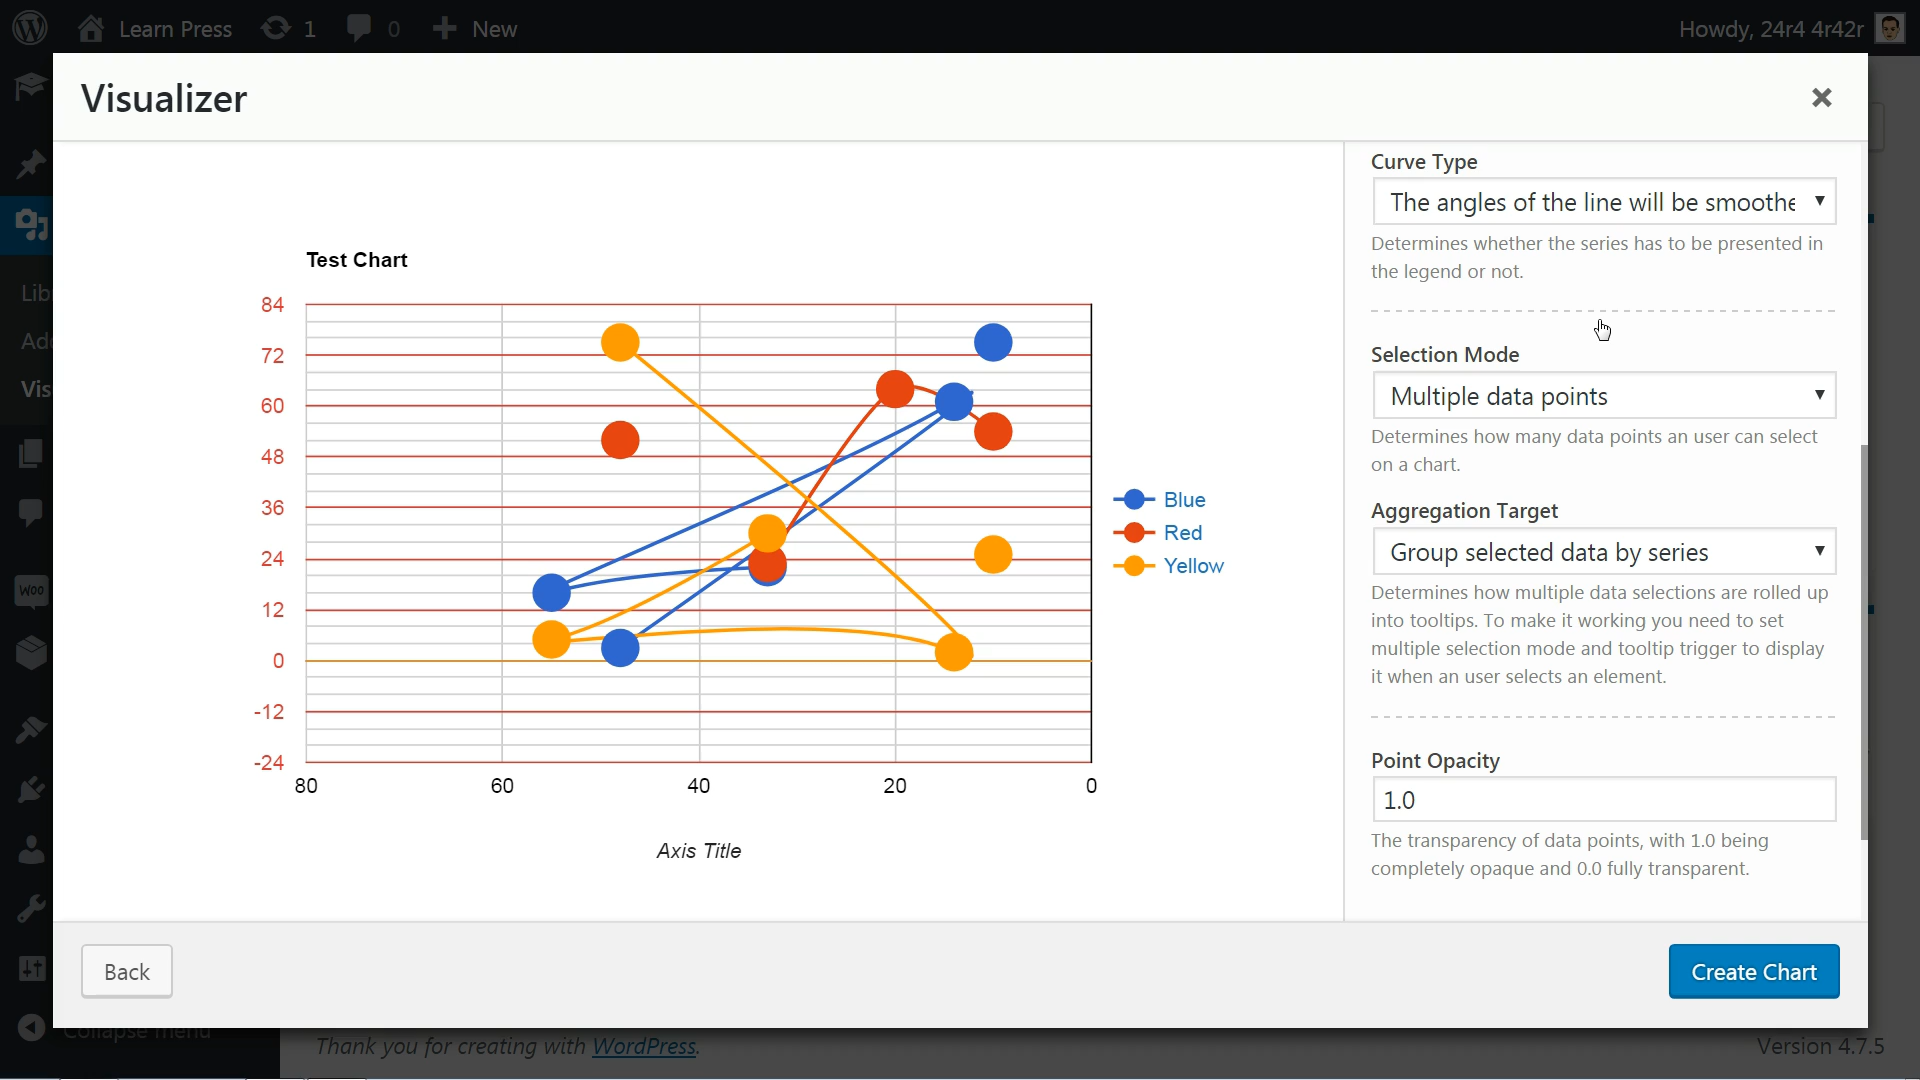 Learn Press 1 0 New
Howdy, 24r4 4r42r
Visualizer
Lib
Ad
Vis
WOO
Test Chart
84
72
60
48
36
24
12
0
-12
-24
80 60 40 20 0
Axis Title
Blue
Red
Yellow
Curve Type
The angles of the line will be smoothe
Determines whether the series has to be presented in
the legend or not.
Selection Mode
Multiple data points
Determines how many data points an user can select
on a chart.
Aggregation Target
Group selected data by series
Determines how multiple data selections are rolled up
into tooltips. To make it working you need to set
multiple selection mode and tooltip trigger to display
it when an user selects an element.
Point Opacity
1.0
The transparency of data points, with 1.0 being
completely opaque and 0.0 fully transparent.
Back
Create Chart
Collapse menu
Thank you for creating with WordPress.
Version 4.7.5